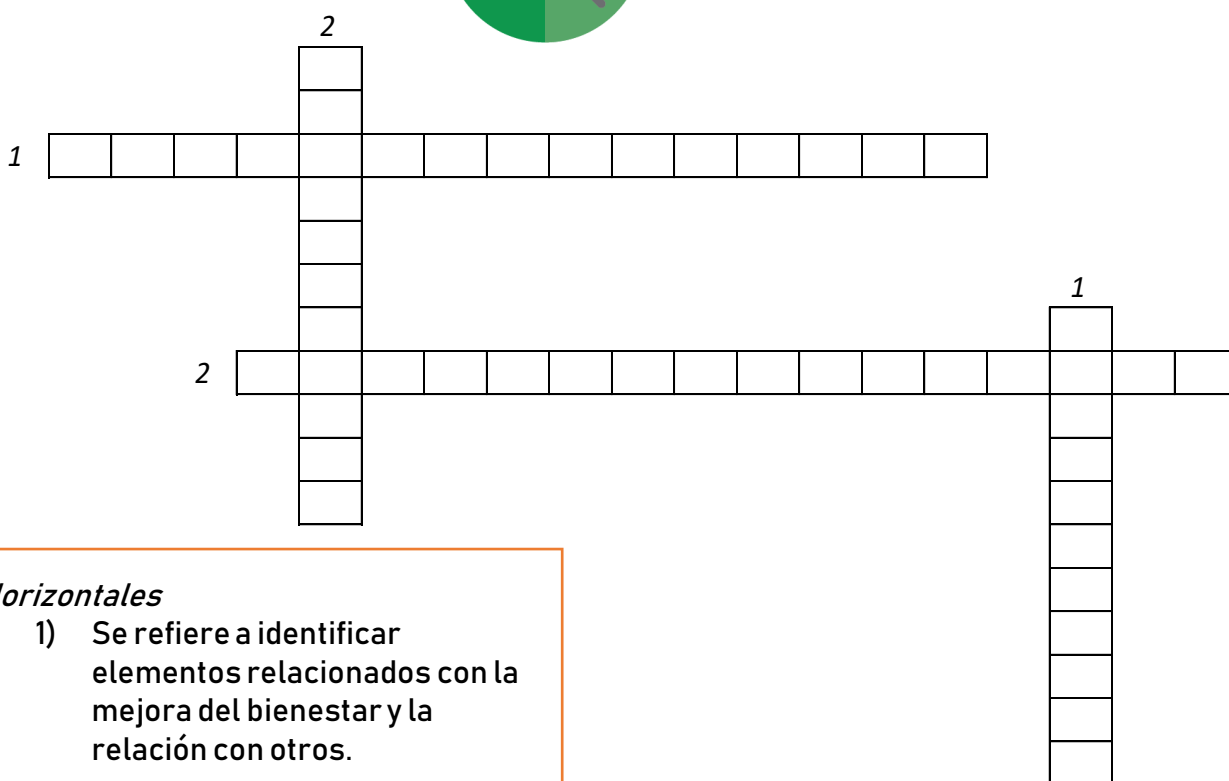 2
1
1
2
Horizontales
1) Se refiere a identificar
elementos relacionados con la
mejora del bienestar y la
relación con otros.